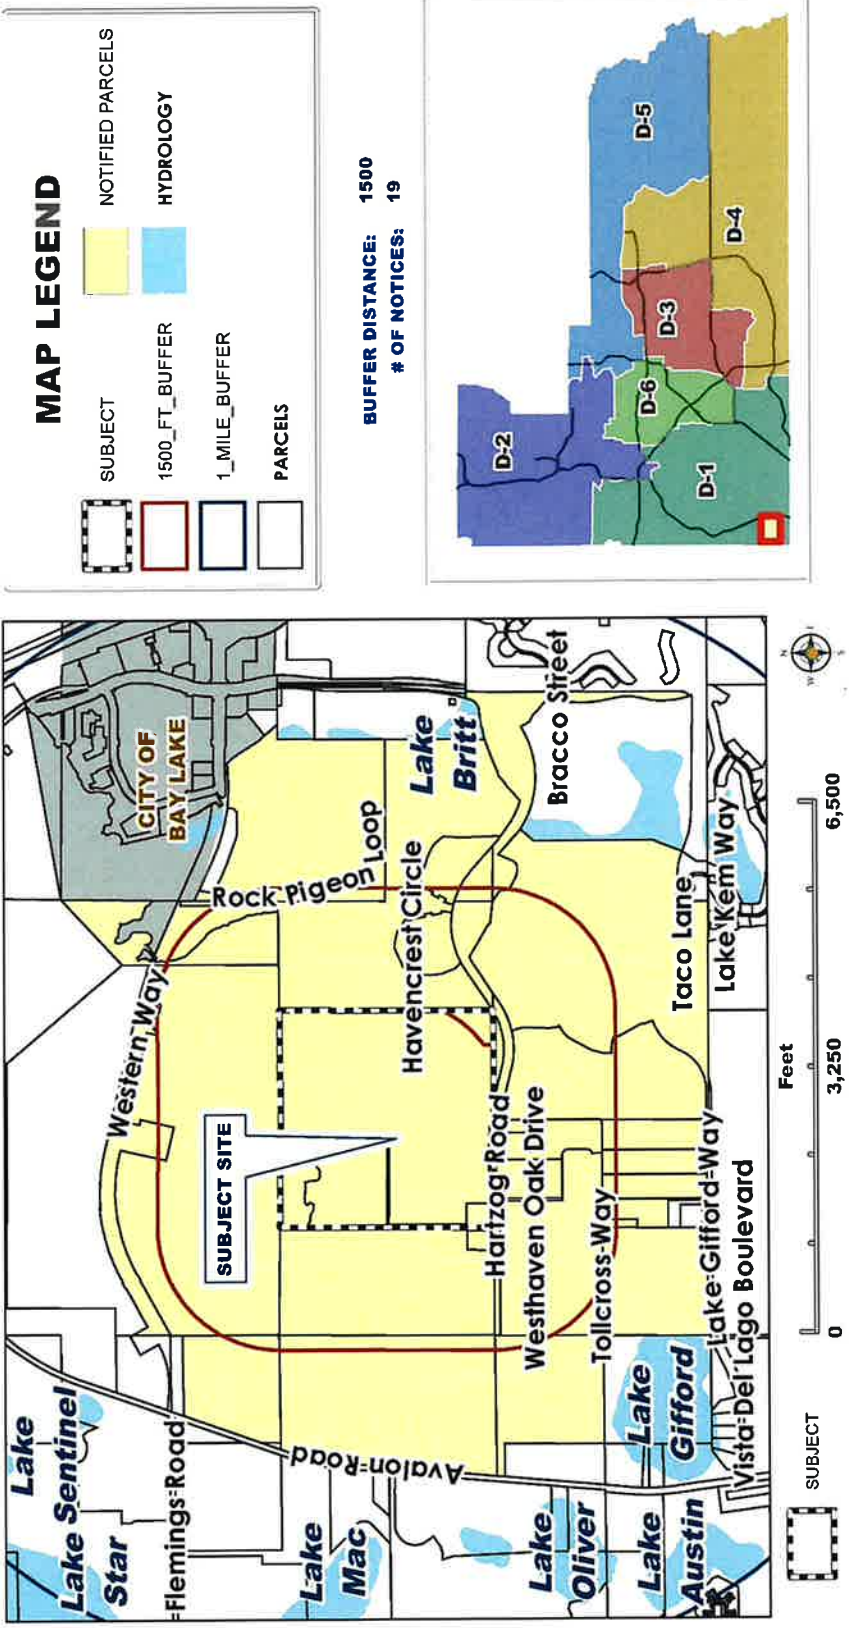 Lake
Lake Sentinel
Star
Flemings Road
Lake
Mac
Lake
Oliver
Lake
Austin
Avalon Road
Lake
Gifford
Vista Del Lago Boulevard
Lake Gifford Way
Tollcross Way
Westhaven Oak Drive
Hartzog Road
SUBJECT SITE
Western Way
Havencrest Circle
Rock Pigeon Loop
CITY OF
BAY LAKE
Lake
Britt
Bracco Street
Taco Lane
Lake Kem Way
SUBJECT
Feet
0
3,250
6,500
N
W
S
MAP LEGEND
SUBJECT
NOTIFIED PARCELS
1500_FT_BUFFER
HYDROLOGY
1_MILE_BUFFER
PARCELS
BUFFER DISTANCE: 1500
# OF NOTICES: 19
D-2
D-5
D-6
D-3
D-4
D-1